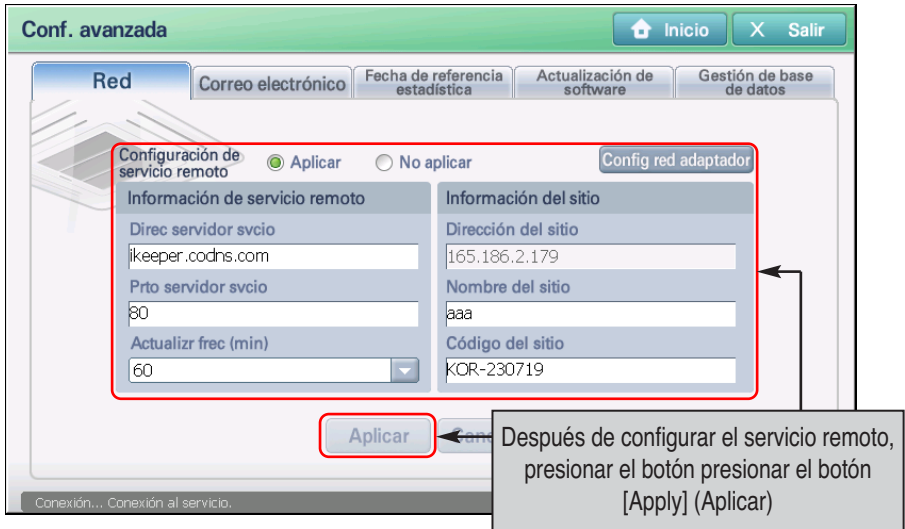 Conf. avanzada
Inicio
X Salir
Red
Correo electrónico
Fecha de referencia
estadística
Actualización de
software
Gestión de base
de datos
Configuración de
servicio remoto
Aplicar
No aplicar
Config red adaptador
Información de servicio remoto
Direc servidor svcio
ikeeper.codns.com
Prto servidor svcio
80
Actualizr frec (min)
60
Información del sitio
Dirección del sitio
165.186.2.179
Nombre del sitio
aaa
Código del sitio
KOR-230719
Aplicar
Después de configurar el servicio remoto,
presionar el botón presionar el botón
[Apply] (Aplicar)
Conexión... Conexión al servicio.